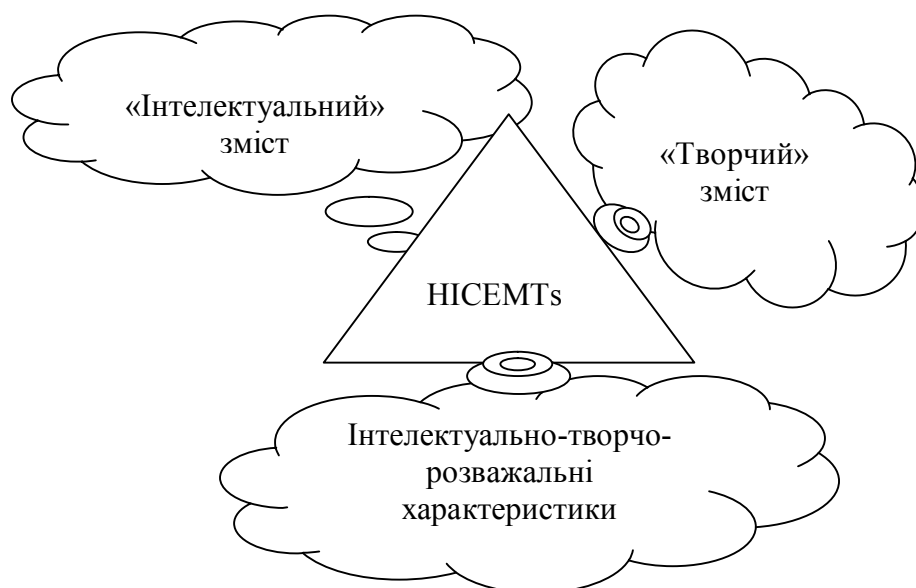 «Інтелектуальний»
зміст
«Творчий»
зміст
HICEMTs
Інтелектуально-творчо-
розважальні
характеристики